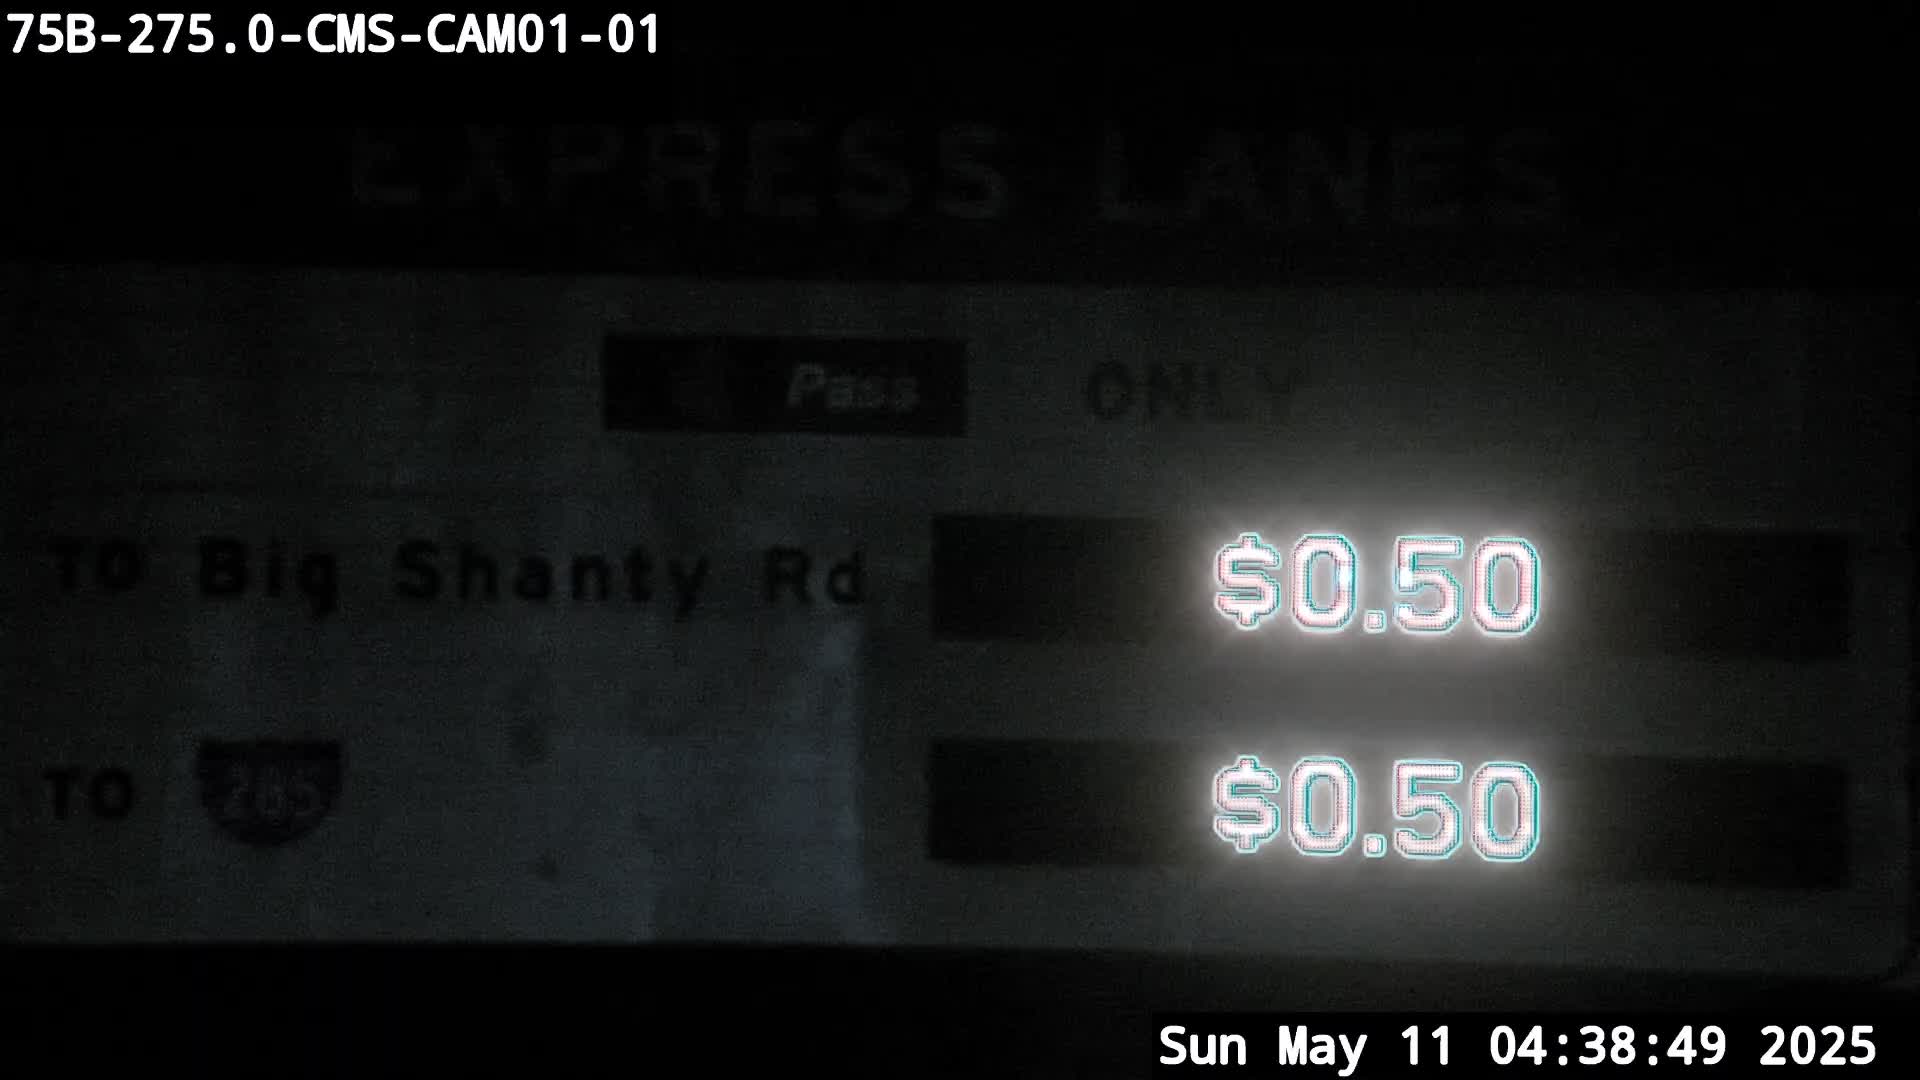 75B-275.0-CMS-CAM01-01
EXPRESS LANES
Pass ONLY
TO Big Shanty Rd $0.50
TO 285 $0.50
Sun May 11 04:38:49 2025